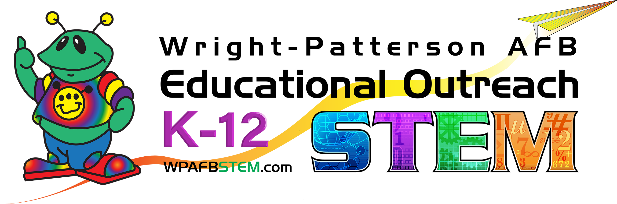 Wright-Patterson AFB
Educational Outreach
K-12 STEM
WPAFBSTEM.com